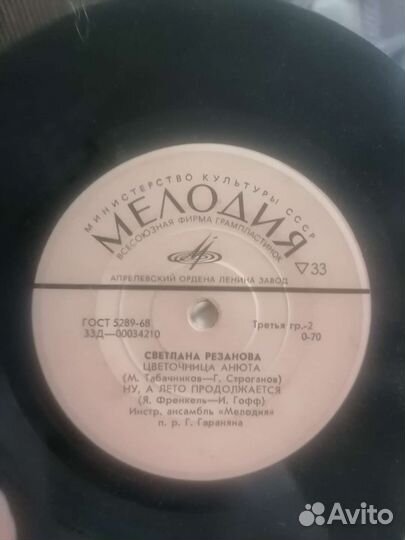 МИНИСТЕРСТВО КУЛЬТУРЫ СССР
МЕЛОДИЯ
ВСЕСОЮЗНАЯ ФИРМА ГРАМПЛАСТИНОК
АПРЕЛЕВСКИЙ ОРДЕНА ЛЕНИНА ЗАВОД
▽33
ГОСТ 5289-68
33Д—00034210
Третья гр.-2
0-70
СВЕТЛАНА РЕЗАНОВА
ЦВЕТОЧНИЦА АНЮТА
(М. Табачников—Г. Строганов)
НУ, А ЛЕТО ПРОДОЛЖАЕТСЯ
(Я. Френкель—И. Гофф)
Инстр. ансамбль «Мелодия»
п. р. Г. Гараняна
Avito